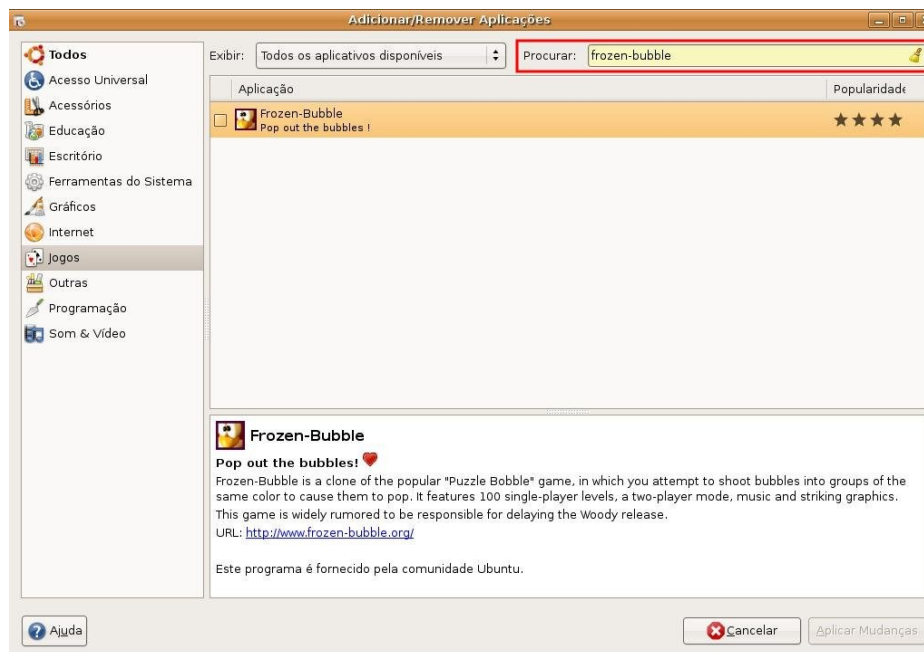 Adicionar/Remover Aplicações
Todos
Acesso Universal
Acessórios
Educação
Escritório
Ferramentas do Sistema
Gráficos
Internet
Jogos
Outras
Programação
Som & Vídeo
Exibir: Todos os aplicativos disponíveis Procurar: frozen-bubble
Aplicação Popularidade
Frozen-Bubble
Pop out the bubbles !
Frozen-Bubble
Pop out the bubbles!
Frozen-Bubble is a clone of the popular "Puzzle Bobble" game, in which you attempt to shoot bubbles into groups of the
same color to cause them to pop. It features 100 single-player levels, a two-player mode, music and striking graphics.
This game is widely rumored to be responsible for delaying the Woody release.
URL: http://www.frozen-bubble.org/
Este programa é fornecido pela comunidade Ubuntu.
Ajuda Cancelar Aplicar Mudanças